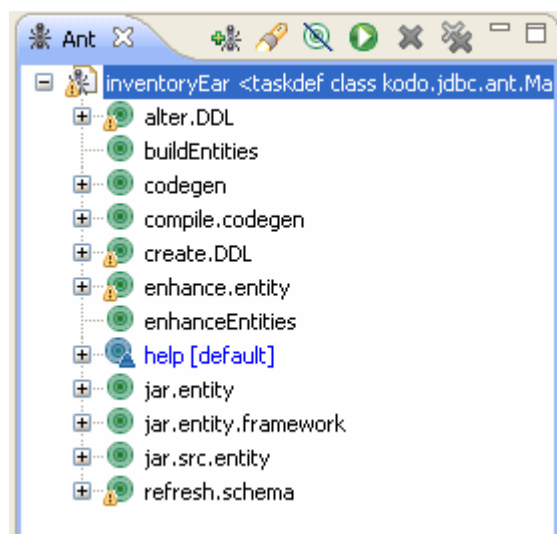 Ant
inventoryEar <taskdef class kodo.jdbc.ant.Ma
alter.DDL
buildEntities
codegen
compile.codegen
create.DDL
enhance.entity
enhanceEntities
help [default]
jar.entity
jar.entity.framework
jar.src.entity
refresh.schema